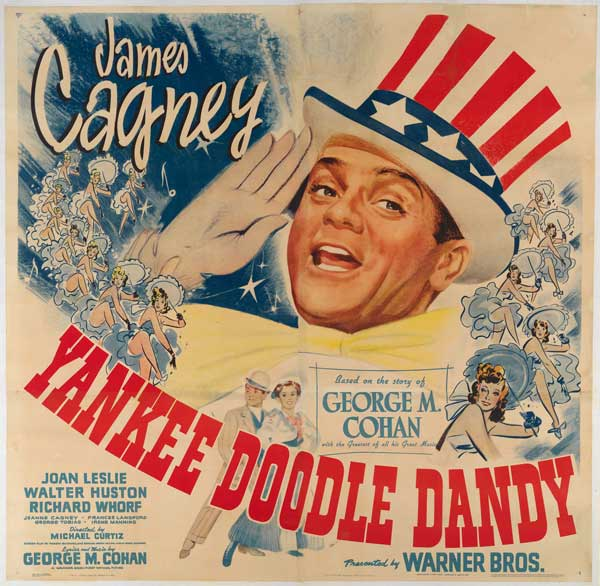 James
Cagney
Based on the story of
GEORGE M.
COHAN
with the Greatest of all his Great Music
YANKEE DOODLE DANDY
JOAN LESLIE
WALTER HUSTON
RICHARD WHORF
JEANNE CAGNEY • FRANCES LANGFORD
GEORGE TOBIAS • IRENE MANNING
Directed by
MICHAEL CURTIZ
Lyrics and Music by
GEORGE M. COHAN
Presented by WARNER BROS.